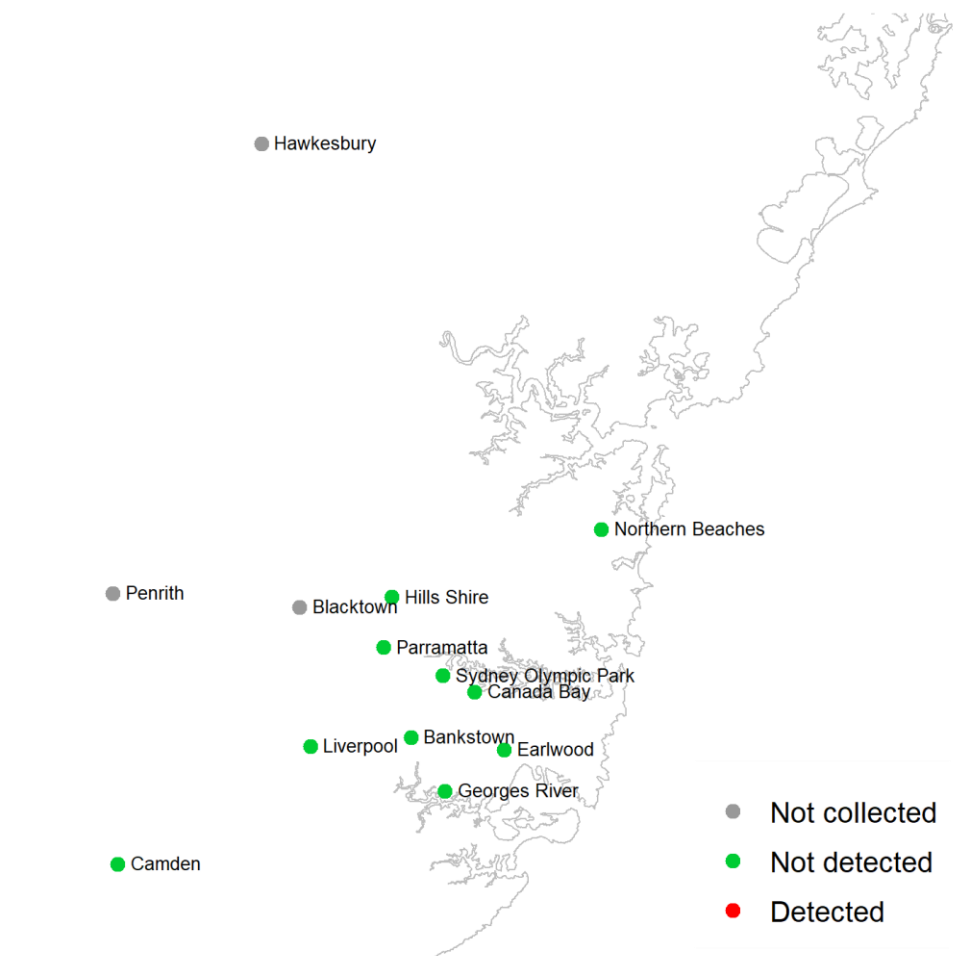 Hawkesbury
Northern Beaches
Penrith
Hills Shire
Blacktown
Parramatta
Sydney Olympic Park
Canada Bay
Bankstown
Liverpool
Earlwood
Georges River
Camden
Not collected
Not detected
Detected